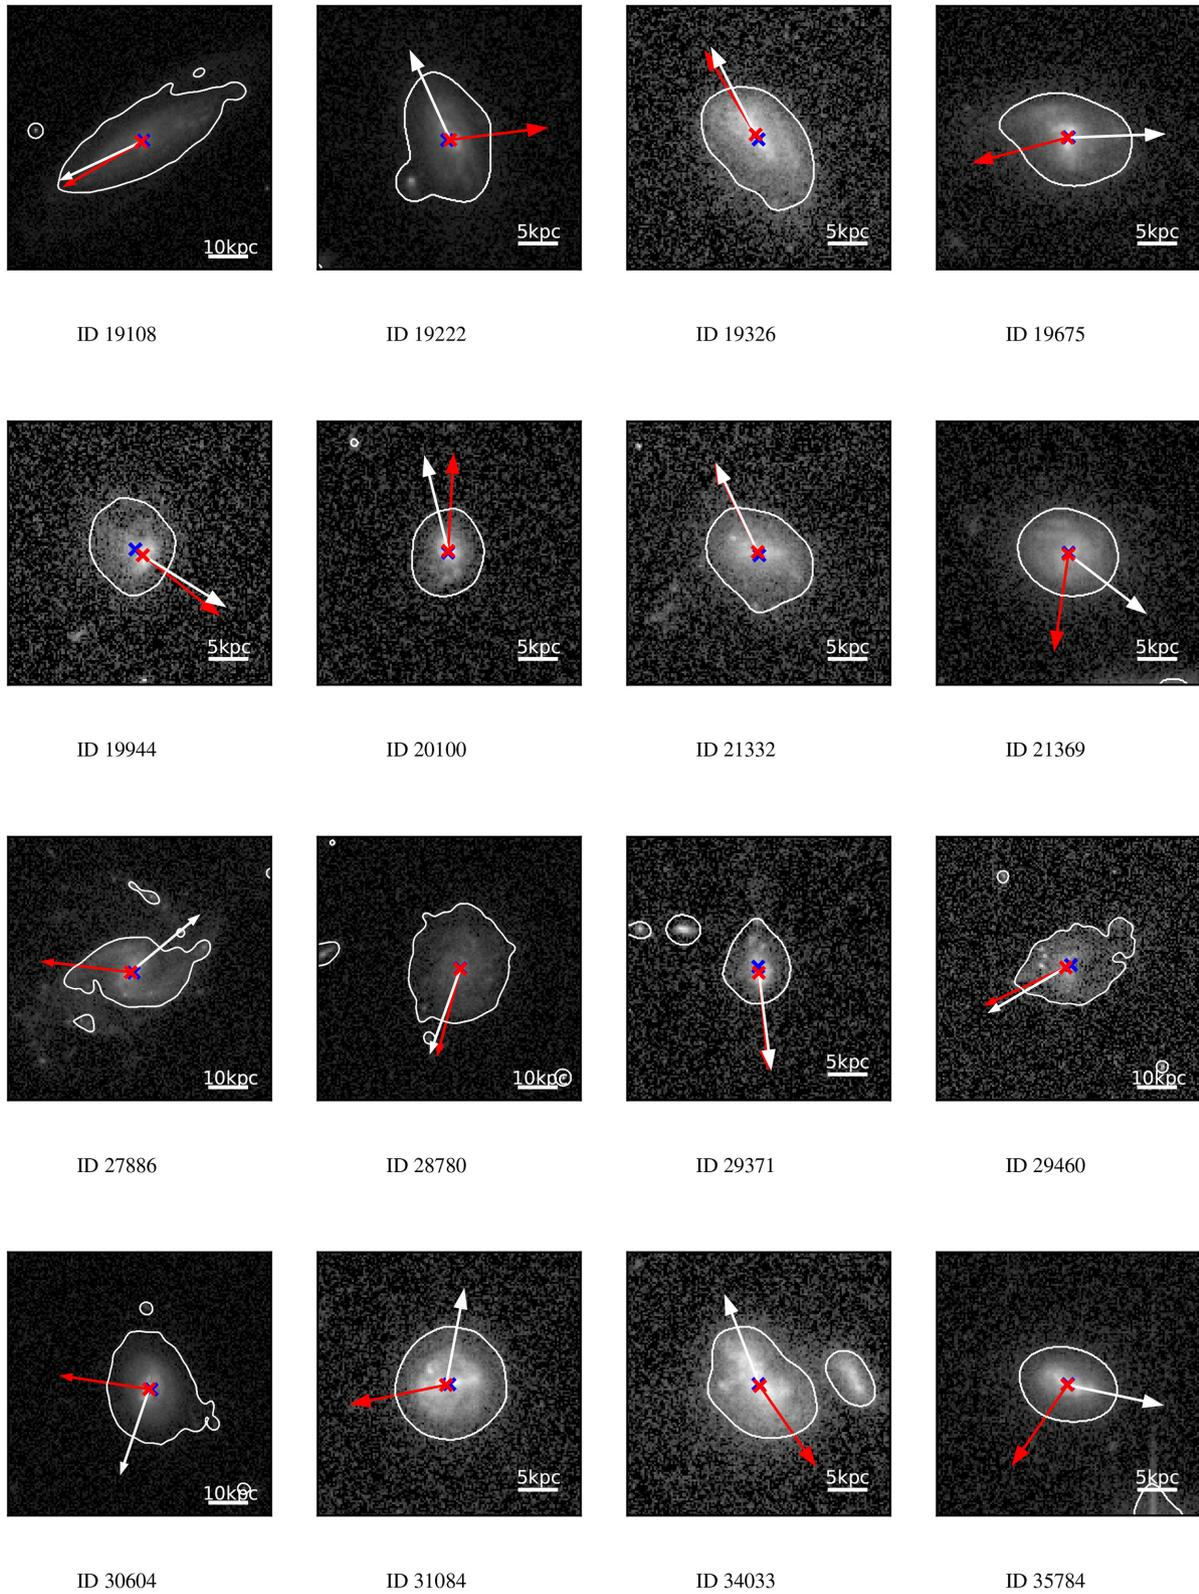 10kpc
5kpc
5kpc
5kpc
ID 19108
ID 19222
ID 19326
ID 19675
5kpc
5kpc
5kpc
5kpc
ID 19944
ID 20100
ID 21332
ID 21369
10kpc
10kpc
5kpc
10kpc
ID 27886
ID 28780
ID 29371
ID 29460
10kpc
5kpc
5kpc
5kpc
ID 30604
ID 31084
ID 34033
ID 35784